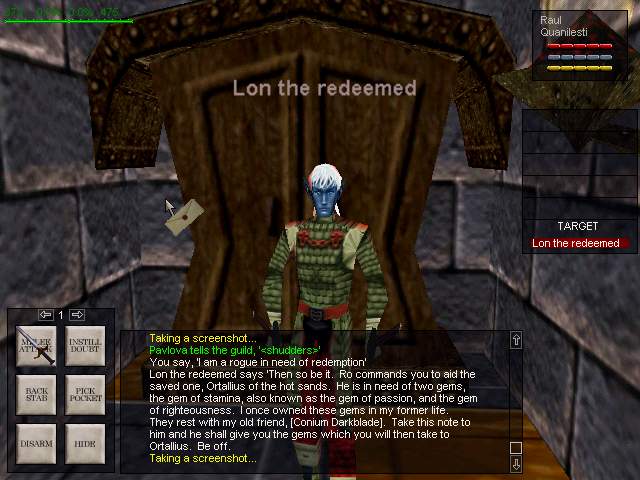 Raul
Quanilesti
Lon the redeemed
TARGET
Lon the redeemed
1
MELEE
ATTACK
INSTILL
DOUBT
BACK
STAB
PICK
POCKET
DISARM
HIDE
Taking a screenshot...
Pavlova tells the guild, '<shudders>'
You say, 'I am a rogue in need of redemption'
Lon the redeemed says 'Then so be it.  Ro commands you to aid the
saved one, Ortallius of the hot sands.  He is in need of two gems,
the gem of stamina, also known as the gem of passion, and the gem
of righteousness.  I once owned these gems in my former life.
They rest with my old friend, [Conium Darkblade].  Take this note to
him and he shall give you the gems which you will then take to
Ortallius.  Be off.
Taking a screenshot...